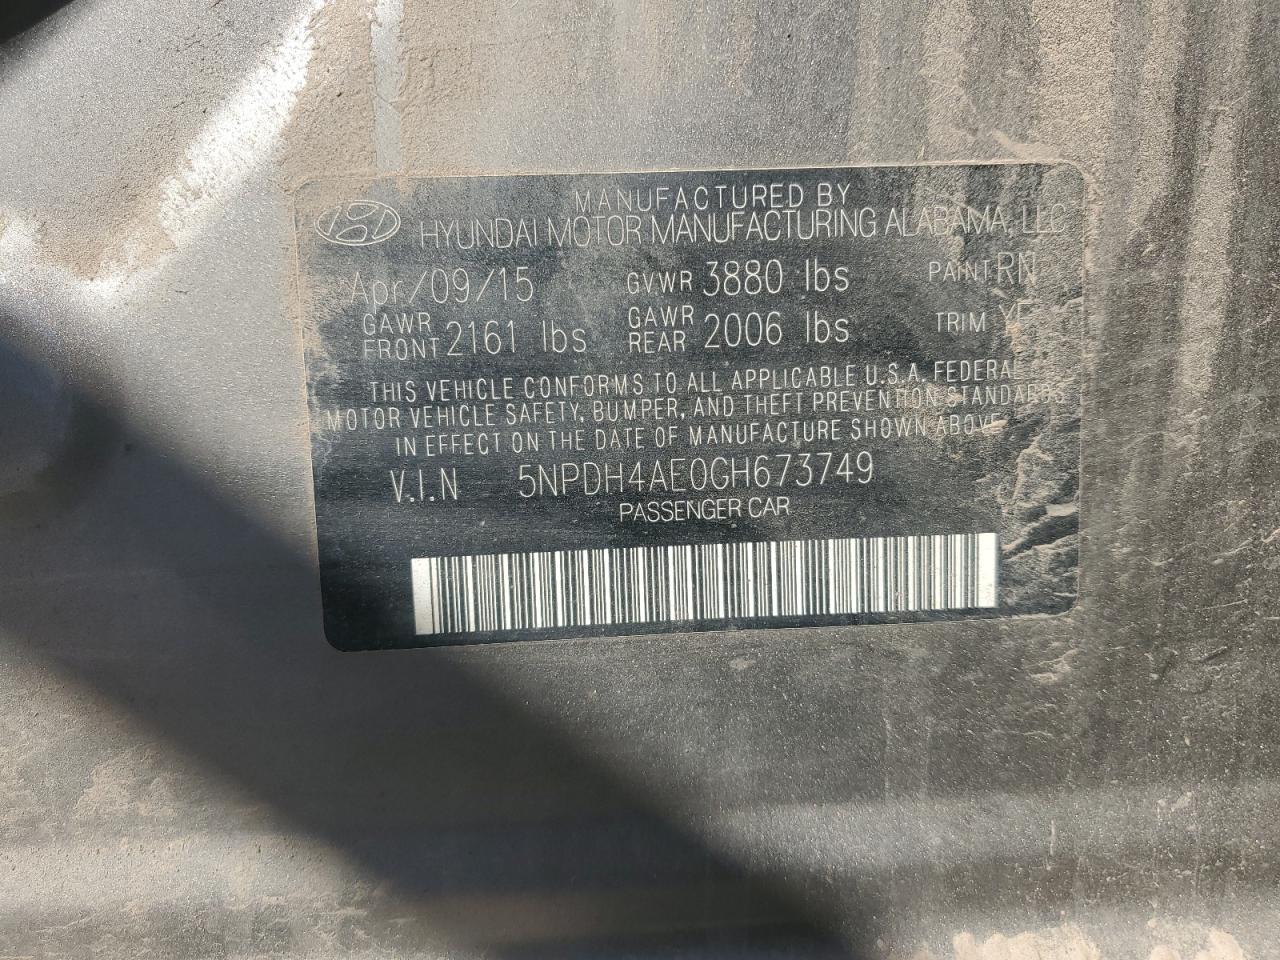 MANUFACTURED BY
HYUNDAI MOTOR MANUFACTURING ALABAMA, LLC
Apr/09/15 GVWR 3880 lbs PAINT RN
GAWR FRONT 2161 lbs GAWR REAR 2006 lbs TRIM
THIS VEHICLE CONFORMS TO ALL APPLICABLE U.S.A. FEDERAL
MOTOR VEHICLE SAFETY, BUMPER, AND THEFT PREVENTION STANDARDS
IN EFFECT ON THE DATE OF MANUFACTURE SHOWN ABOVE
V.I.N 5NPDH4AE0GH673749
PASSENGER CAR